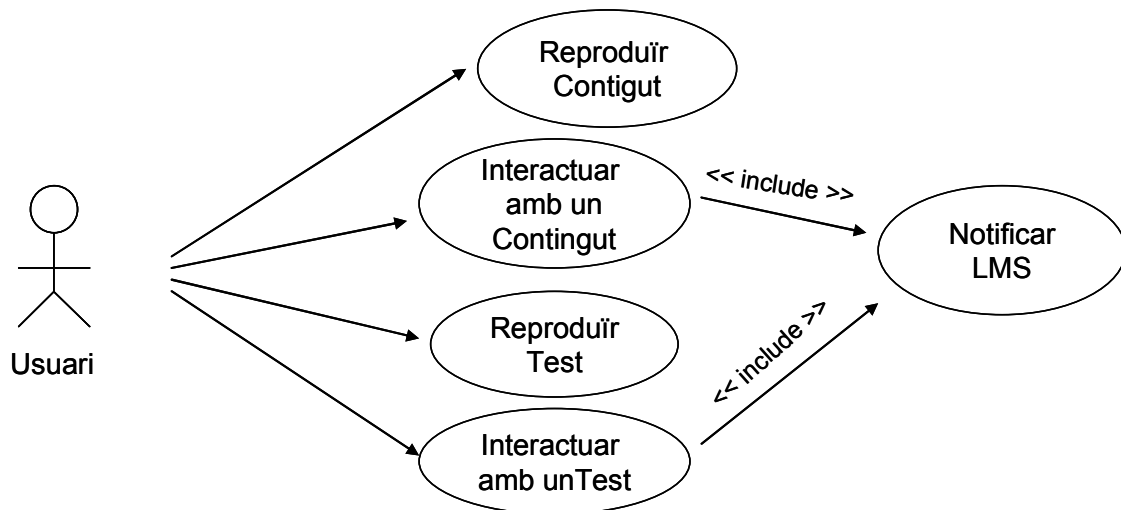 Reproduïr
Contigut
Interactuar
amb un
Contingut
<< include >>
Notificar
LMS
Usuari
Reproduïr
Test
<< include >>
Interactuar
amb unTest